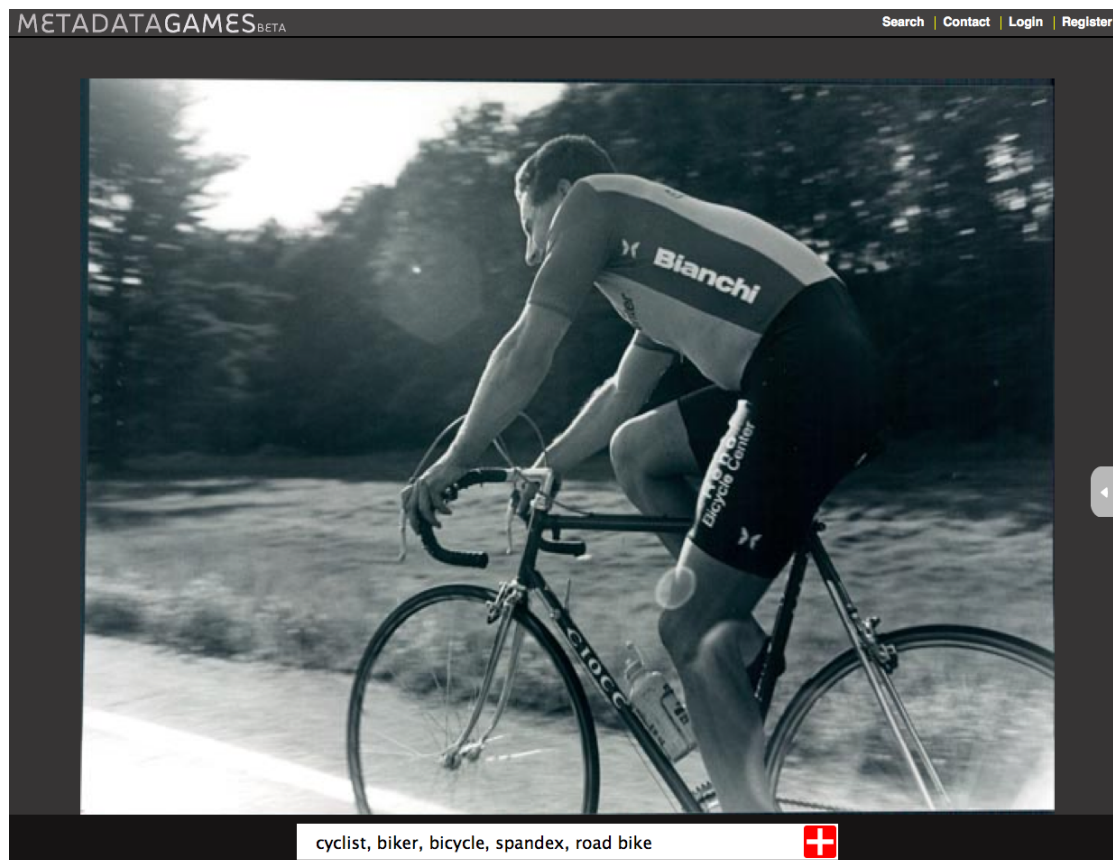 METADATAGAMES BETA
Search | Contact | Login | Register
Bianchi
Bicycle Center
CIOCC
cyclist, biker, bicycle, spandex, road bike